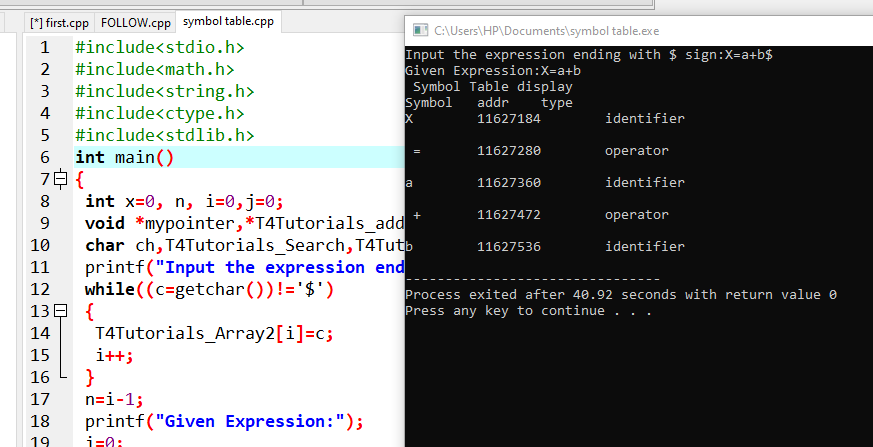 [*] first.cpp FOLLOW.cpp symbol table.cpp
1 #include<stdio.h>
2 #include<math.h>
3 #include<string.h>
4 #include<ctype.h>
5 #include<stdlib.h>
6 int main()
7 {
8 int x=0, n, i=0,j=0;
9 void *mypointer,*T4Tutorials_add
10 char ch,T4Tutorials_Search,T4Tut
11 printf("Input the expression end
12 while((c=getchar())!='$')
13 {
14 T4Tutorials_Array2[i]=c;
15 i++;
16 }
17 n=i-1;
18 printf("Given Expression:");
19 i=0;
C:\Users\HP\Documents\symbol table.exe
Input the expression ending with $ sign:X=a+b$
Given Expression:X=a+b
Symbol Table display
Symbol addr type
X 11627184 identifier
= 11627280 operator
a 11627360 identifier
+ 11627472 operator
b 11627536 identifier
--------------------------------
Process exited after 40.92 seconds with return value 0
Press any key to continue . . .